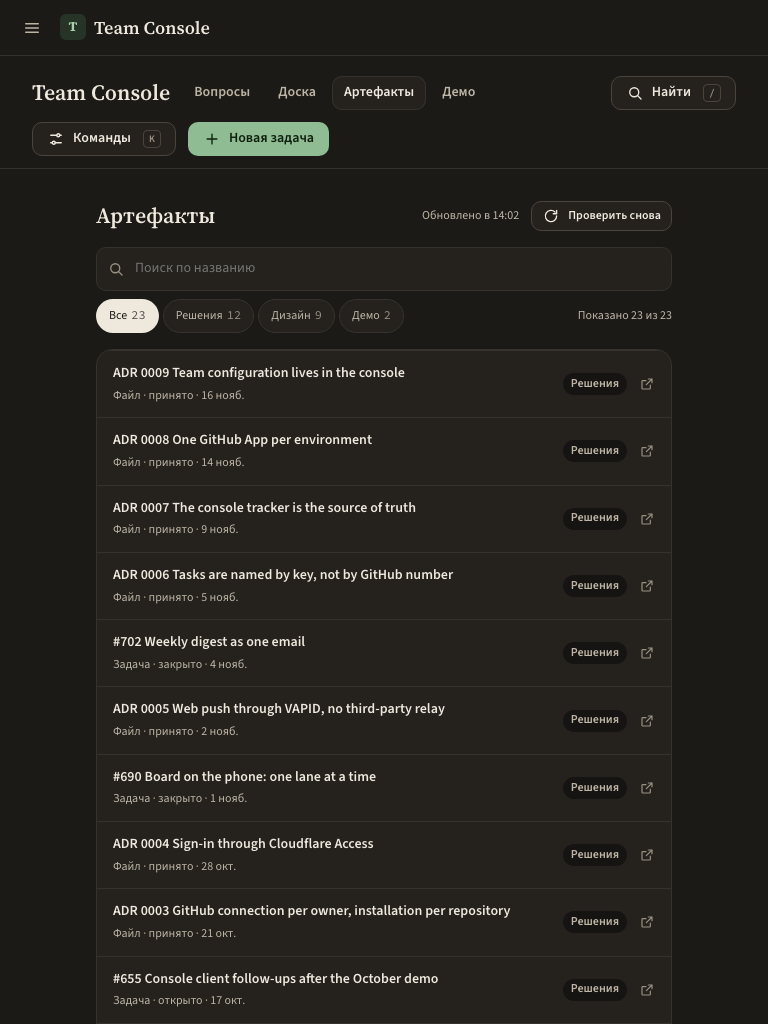 T Team Console
Team Console Вопросы Доска Артефакты Демо Найти /
Команды K Новая задача
Артефакты Обновлено в 14:02 Проверить снова
Поиск по названию
Все 23 Решения 12 Дизайн 9 Демо 2 Показано 23 из 23
ADR 0009 Team configuration lives in the console
Файл · принято · 16 нояб.
Решения
ADR 0008 One GitHub App per environment
Файл · принято · 14 нояб.
Решения
ADR 0007 The console tracker is the source of truth
Файл · принято · 9 нояб.
Решения
ADR 0006 Tasks are named by key, not by GitHub number
Файл · принято · 5 нояб.
Решения
#702 Weekly digest as one email
Задача · закрыто · 4 нояб.
Решения
ADR 0005 Web push through VAPID, no third-party relay
Файл · принято · 2 нояб.
Решения
#690 Board on the phone: one lane at a time
Задача · закрыто · 1 нояб.
Решения
ADR 0004 Sign-in through Cloudflare Access
Файл · принято · 28 окт.
Решения
ADR 0003 GitHub connection per owner, installation per repository
Файл · принято · 21 окт.
Решения
#655 Console client follow-ups after the October demo
Задача · открыто · 17 окт.
Решения